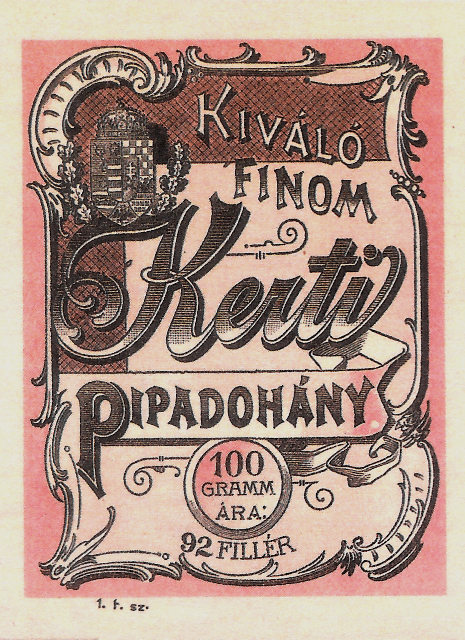 KIVÁLÓ
FINOM
Kerti
PIPADOHÁNY
100
GRAMM
ÁRA:
92 FILLÉR
1. t. sz.